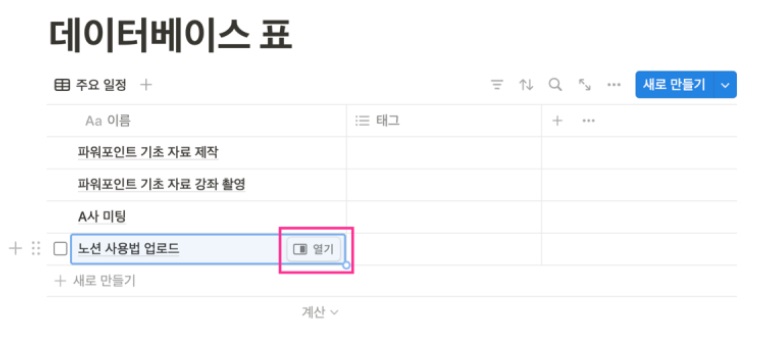 데이터베이스 표
주요 일정
새로 만들기
Aa 이름 태그
파워포인트 기초 자료 제작
파워포인트 기초 자료 강좌 촬영
A사 미팅
노션 사용법 업로드 열기
+ 새로 만들기
계산